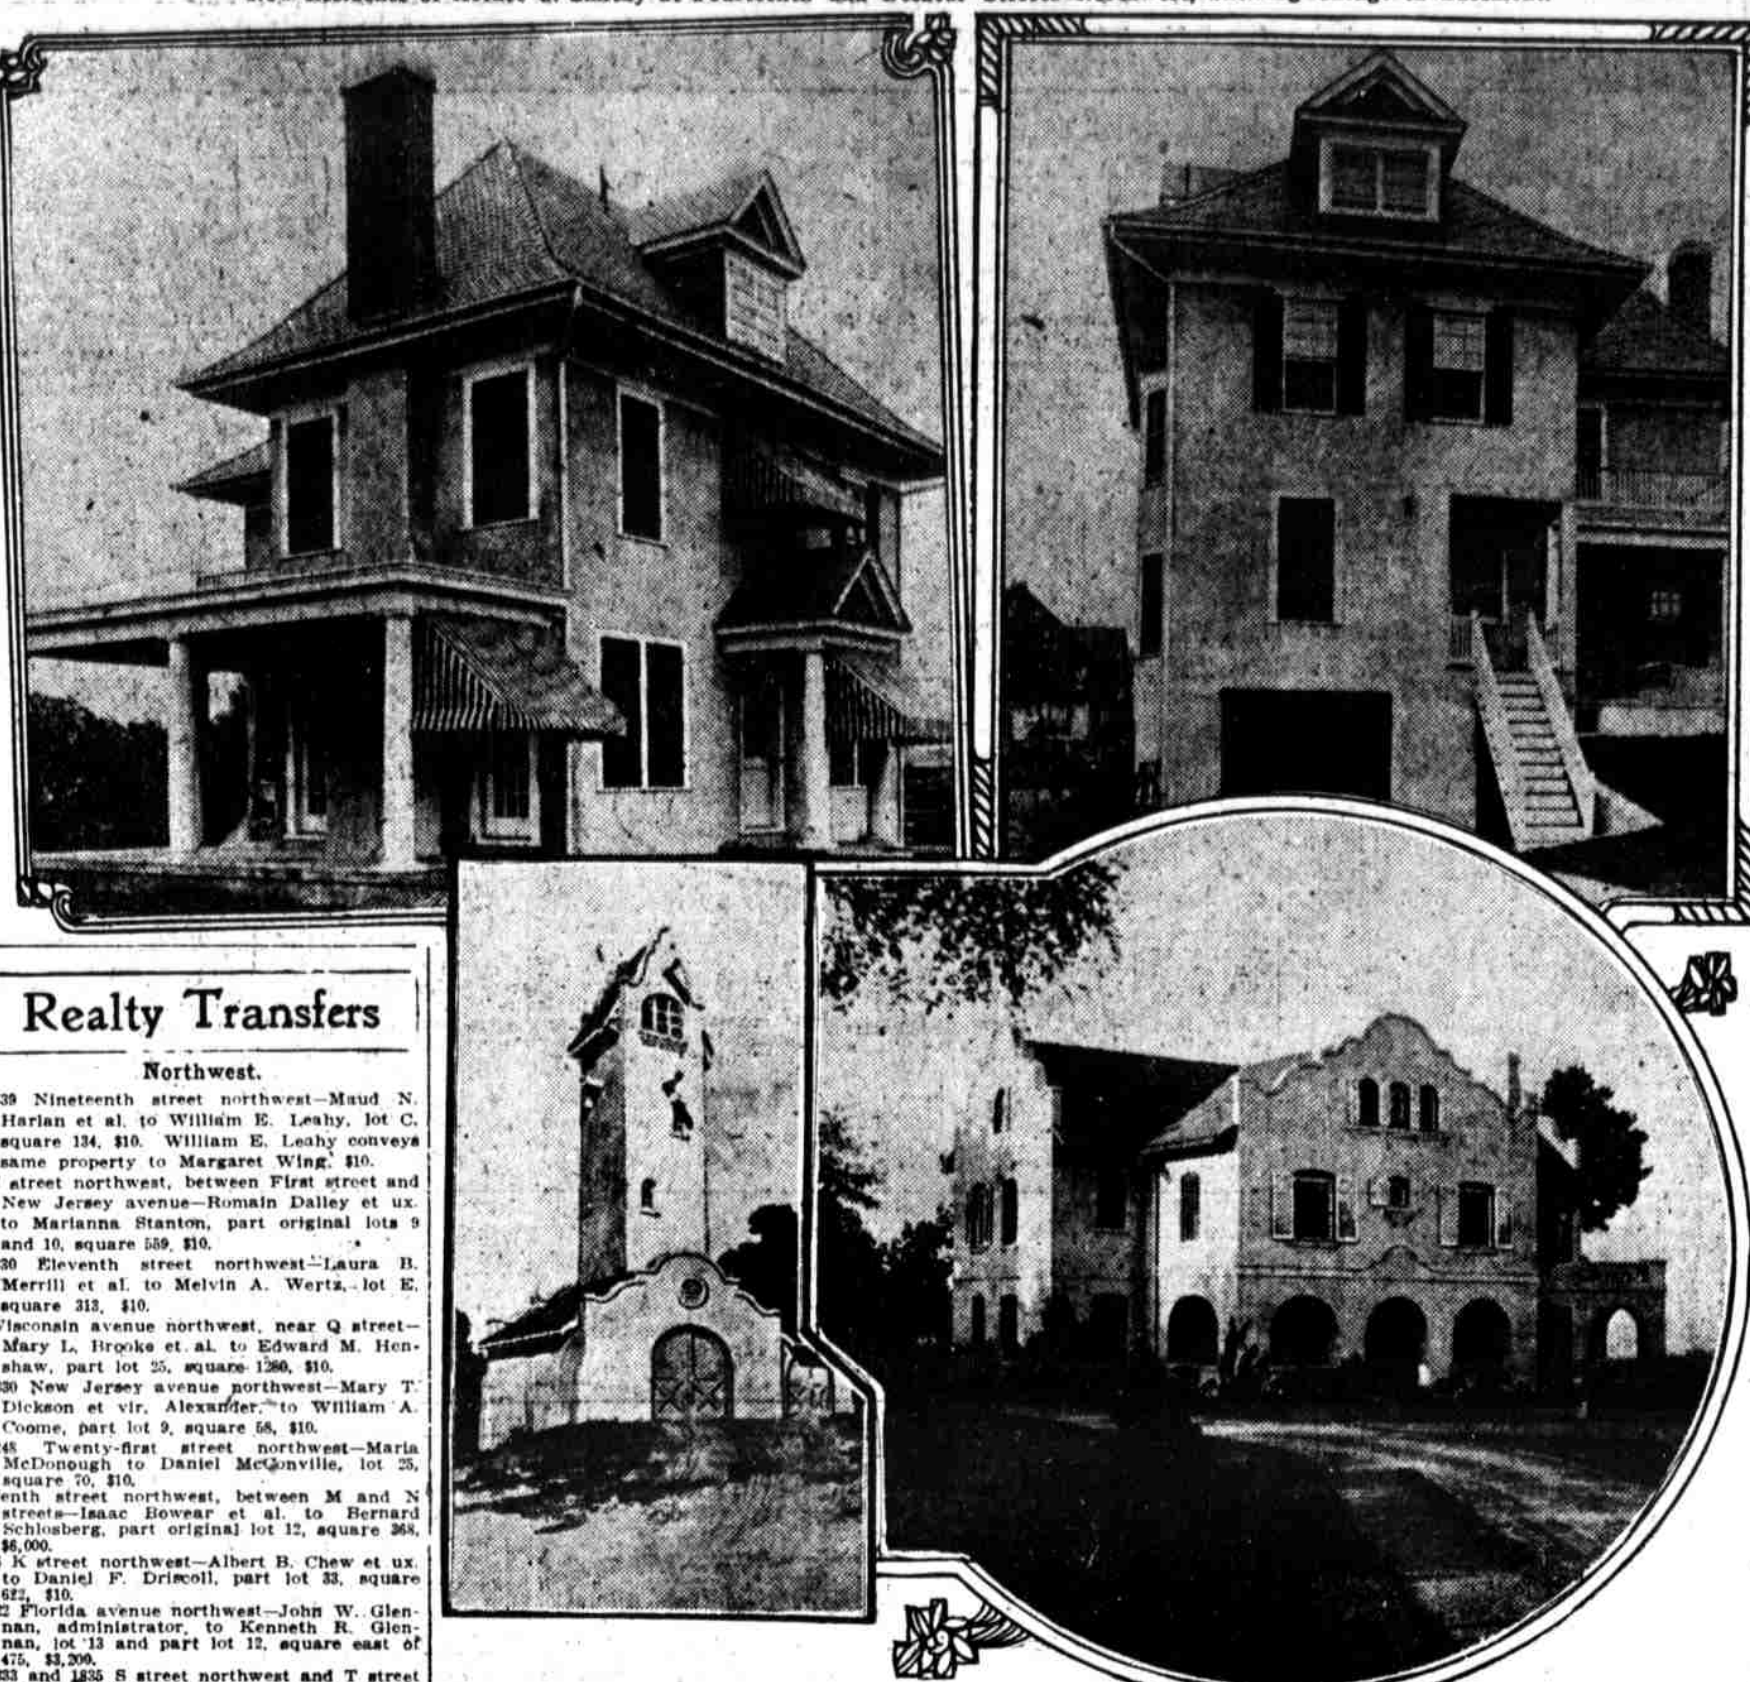 Realty Transfers
Northwest.
39 Nineteenth street northwest—Maud N.
Harlan et al. to William E. Leahy, lot C,
square 134, $10. William E. Leahy conveys
same property to Margaret Wing, $10.
street northwest, between First street and
New Jersey avenue—Romain Dalley et ux.
to Marianna Stanton, part original lots 9
and 10, square 559, $10.
30 Eleventh street northwest—Laura B.
Merrill et al. to Melvin A. Wertz, lot E,
square 313, $10.
isconsin avenue northwest, near Q street—
Mary L. Brooke et. al. to Edward M. Hen-
shaw, part lot 25, square 1280, $10.
30 New Jersey avenue northwest—Mary T.
Dickson et vir, Alexander, to William A.
Coome, part lot 9, square 58, $10.
48 Twenty-first street northwest—Maria
McDonough to Daniel McGonville, lot 25,
square 70, $10.
enth street northwest, between M and N
streets—Isaac Bowear et al. to Bernard
Schlosberg, part original lot 12, square 368,
$6,000.
K street northwest—Albert B. Chew et ux.
to Daniel F. Driscoll, part lot 33, square
622, $10.
2 Florida avenue northwest—John W. Glen-
nan, administrator, to Kenneth R. Glen-
nan, lot 13 and part lot 12, square east of
475, $3,200.
33 and 1835 S street northwest and T street